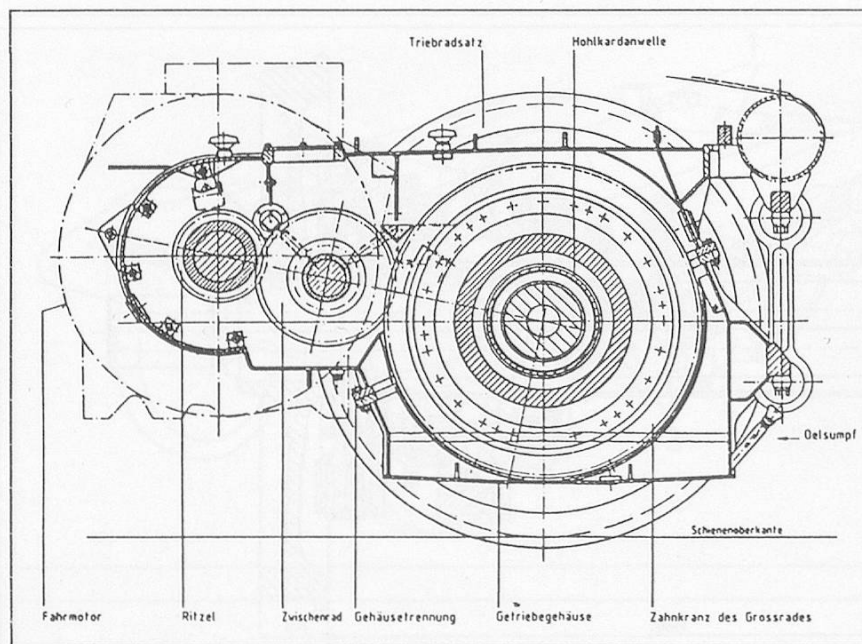 Triebradsatz Hohlkardanwelle
Oelsumpf
Schienenoberkante
Fahrmotor Ritzel Zwischenrad Gehäusetrennung Getriebegehäuse Zahnkranz des Grossrades